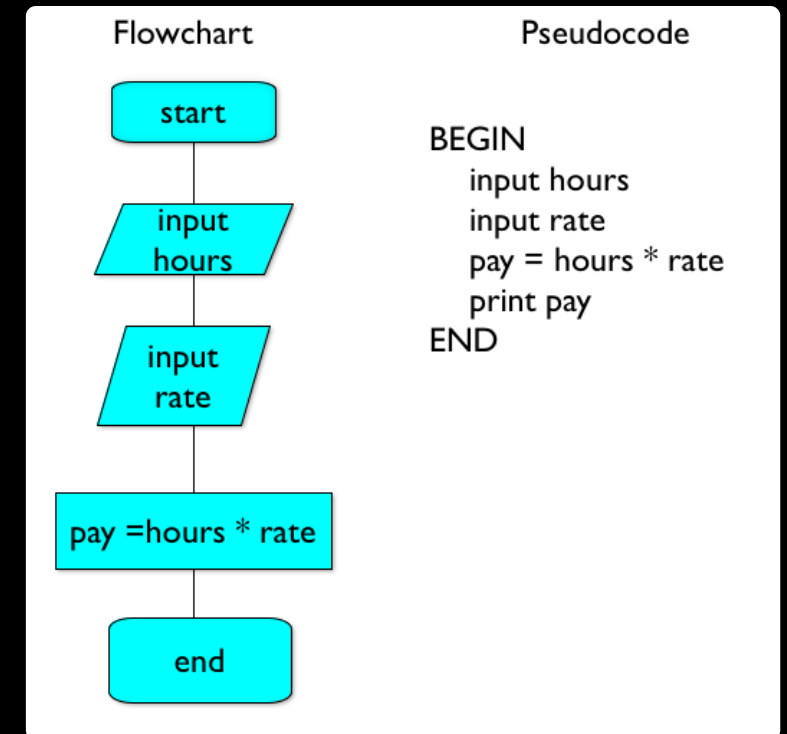 Flowchart
start
input
hours
input
rate
pay =hours * rate
end
Pseudocode
BEGIN
input hours
input rate
pay = hours * rate
print pay
END